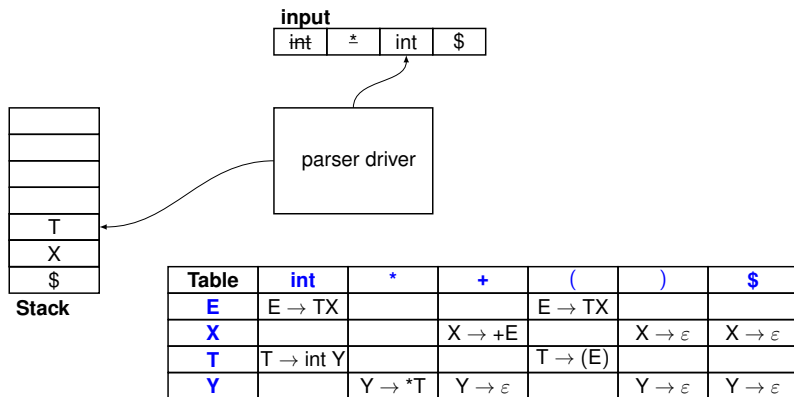 input
int * int $
parser driver
T
X
$
Stack
Table int * + ( ) $
E E → TX E → TX
X X → +E X → ε X → ε
T T → int Y T → (E)
Y Y → *T Y → ε Y → ε Y → ε